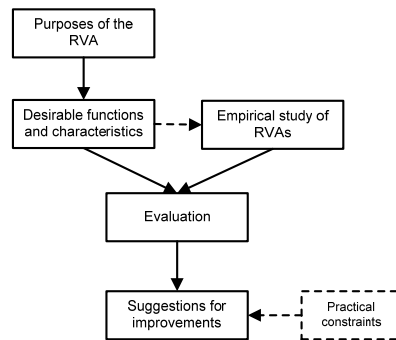 Purposes of the
RVA
Desirable functions
and characteristics
Empirical study of
RVAs
Evaluation
Suggestions for
improvements
Practical
constraints